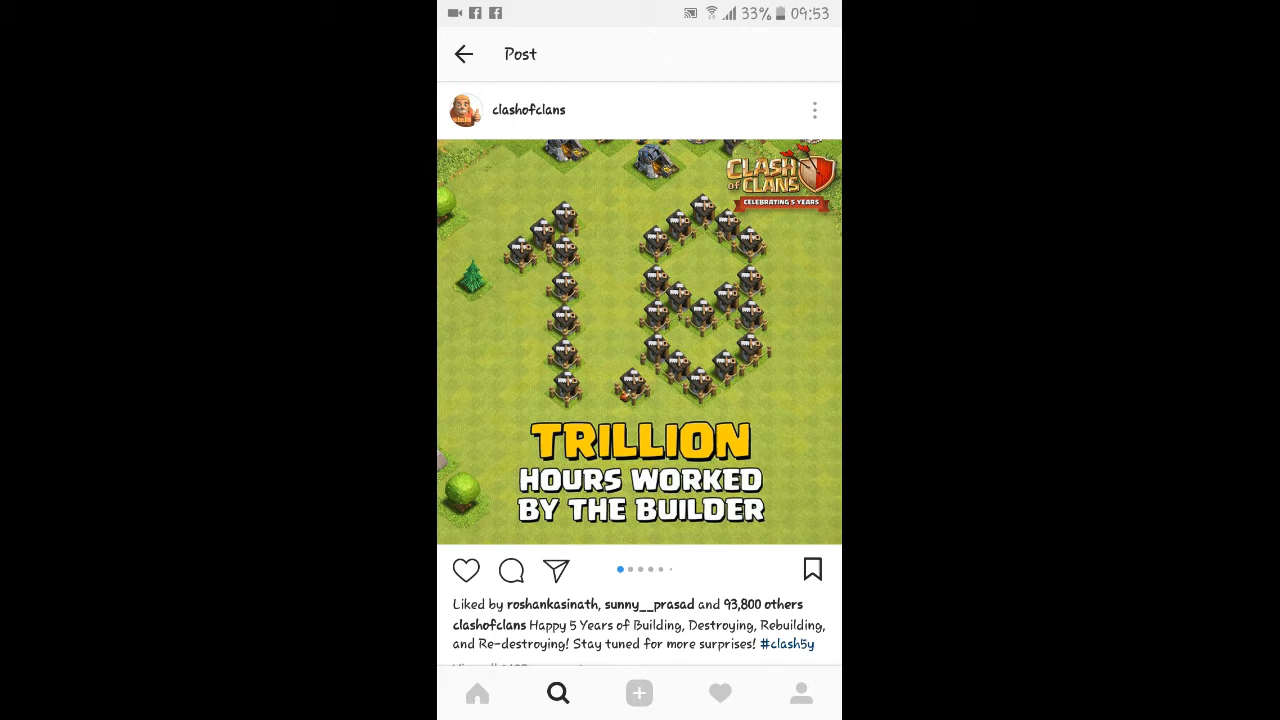 33% 09:53
Post
clashofclans
CLASH
of CLANS
CELEBRATING 5 YEARS
1.8
TRILLION
HOURS WORKED
BY THE BUILDER
Liked by roshankasinath, sunny__prasad and 93,800 others
clashofclans Happy 5 Years of Building, Destroying, Rebuilding,
and Re-destroying! Stay tuned for more surprises! #clash5y